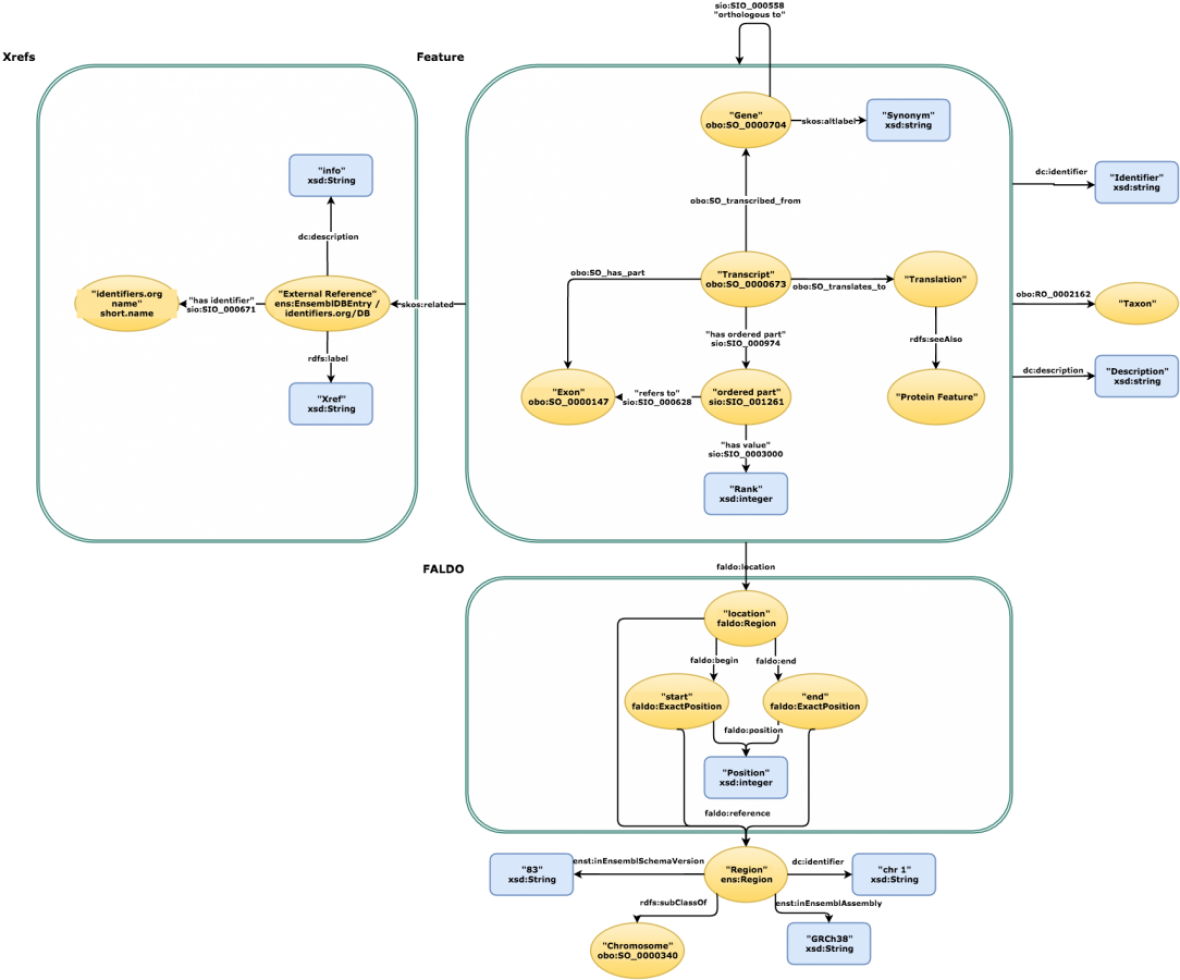 sio:SIO_000558
"orthologous to"
Xrefs
Feature
"Gene"
obo:SO_0000704
skos:altlabel
"Synonym"
xsd:string
"info"
xsd:String
dc:identifier
"Identifier"
xsd:string
obo:SO_transcribed_from
dc:description
obo:SO_has_part
"Transcript"
obo:SO_0000673
obo:SO_translates_to
"Translation"
"identifiers.org
name"
short.name
"has identifier"
sio:SIO_000671
"External Reference"
ens:EnsemblDBEntry /
identifiers.org/DB
skos:related
obo:RO_0002162
"Taxon"
"has ordered part"
sio:SIO_000974
rdfs:seeAlso
rdfs:label
dc:description
"Description"
xsd:string
"Xref"
xsd:String
"Exon"
obo:SO_0000147
"refers to"
sio:SIO_000628
"ordered part"
sio:SIO_001261
"Protein Feature"
"has value"
sio:SIO_0003000
"Rank"
xsd:integer
FALDO
faldo:location
"location"
faldo:Region
faldo:begin
faldo:end
"start"
faldo:ExactPosition
"end"
faldo:ExactPosition
faldo:position
"Position"
xsd:integer
faldo:reference
"83"
xsd:String
enst:inEnsemblSchemaVersion
"Region"
ens:Region
dc:identifier
"chr 1"
xsd:String
rdfs:subClassOf
enst:inEnsemblAssembly
"Chromosome"
obo:SO_0000340
"GRCh38"
xsd:String